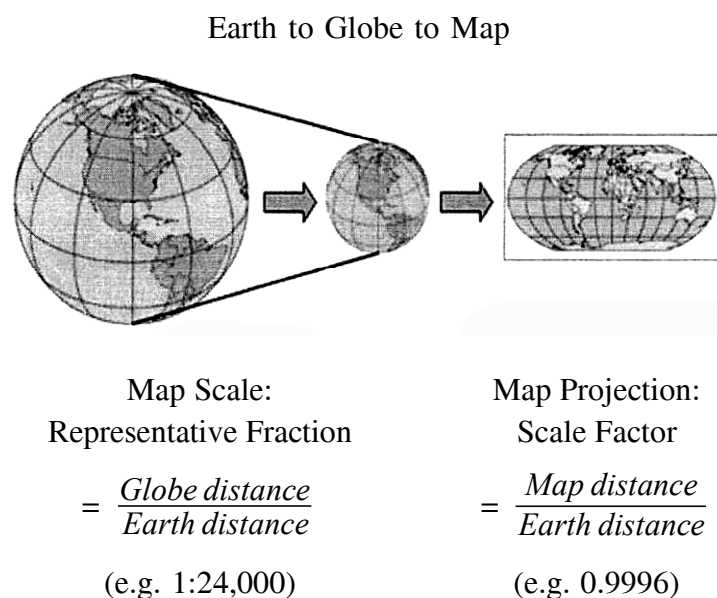 Earth to Globe to Map
Map Scale:
Representative Fraction
= Globe distance / Earth distance
(e.g. 1:24,000)
Map Projection:
Scale Factor
= Map distance / Earth distance
(e.g. 0.9996)